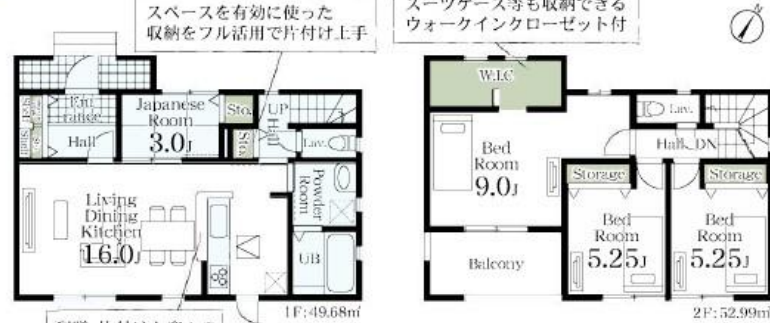 スペースを有効に使った
収納をフル活用で片付け上手
スーツケース等も収納できる
ウォークインクローゼット付
W.I.C
Entrance
Hall
Japanese
Room
3.0J
Sto.
Sto.
UP
Hall
Lav.
Powder
Room
UB
Living
Dining
Kitchen
16.0J
1F:49.68㎡
Bed
Room
9.0J
Lav.
Hall
DN
Storage
Storage
Bed
Room
5.25J
Bed
Room
5.25J
Balcony
2F:52.99㎡